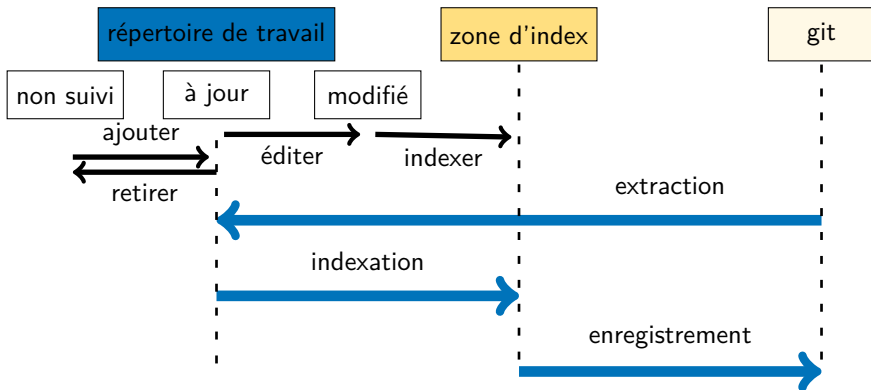 répertoire de travail
zone d'index
git
non suivi
à jour
modifié
ajouter
éditer
indexer
retirer
extraction
indexation
enregistrement